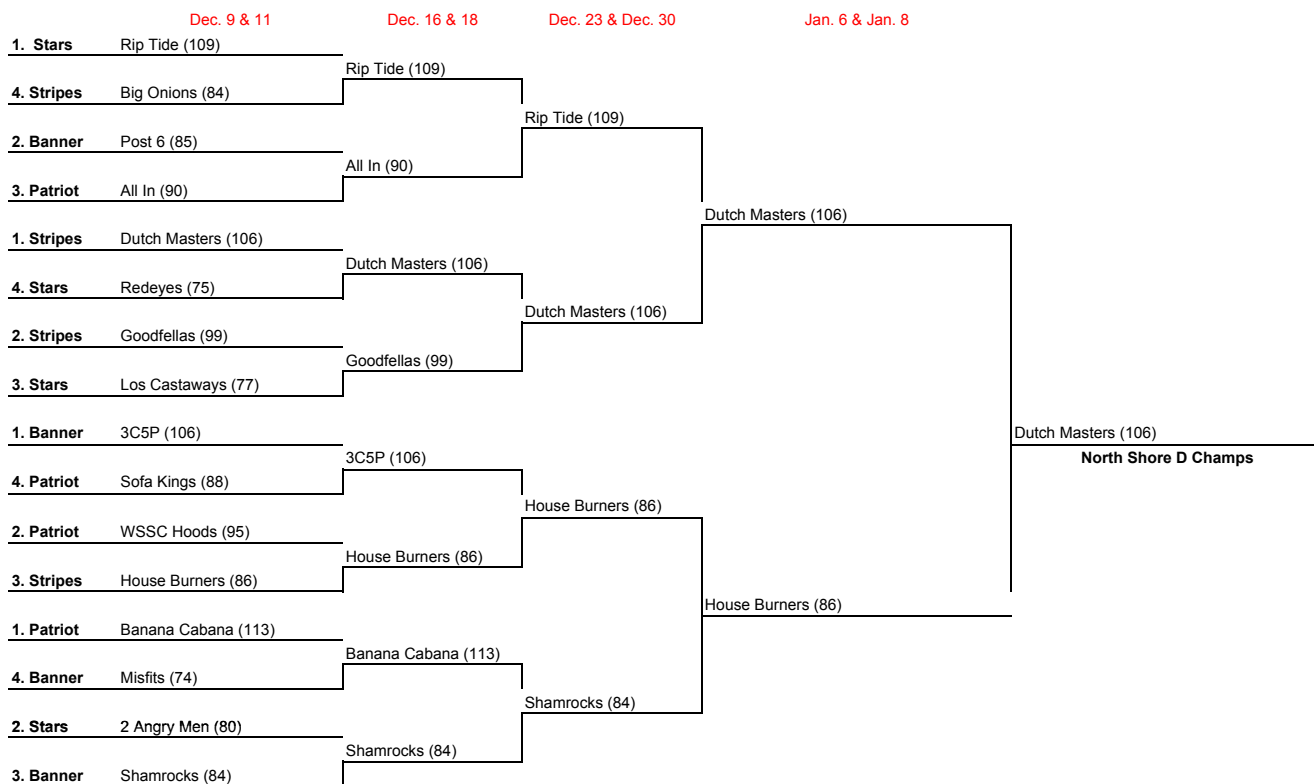 Dec. 9 & 11 Dec. 16 & 18 Dec. 23 & Dec. 30 Jan. 6 & Jan. 8
1. Stars Rip Tide (109)
Rip Tide (109)
4. Stripes Big Onions (84)
Rip Tide (109)
2. Banner Post 6 (85)
All In (90)
3. Patriot All In (90)
Dutch Masters (106)
1. Stripes Dutch Masters (106)
Dutch Masters (106)
4. Stars Redeyes (75)
Dutch Masters (106)
2. Stripes Goodfellas (99)
Goodfellas (99)
3. Stars Los Castaways (77)
1. Banner 3C5P (106) Dutch Masters (106)
3C5P (106) North Shore D Champs
4. Patriot Sofa Kings (88)
House Burners (86)
2. Patriot WSSC Hoods (95)
House Burners (86)
3. Stripes House Burners (86)
House Burners (86)
1. Patriot Banana Cabana (113)
Banana Cabana (113)
4. Banner Misfits (74)
Shamrocks (84)
2. Stars 2 Angry Men (80)
Shamrocks (84)
3. Banner Shamrocks (84)